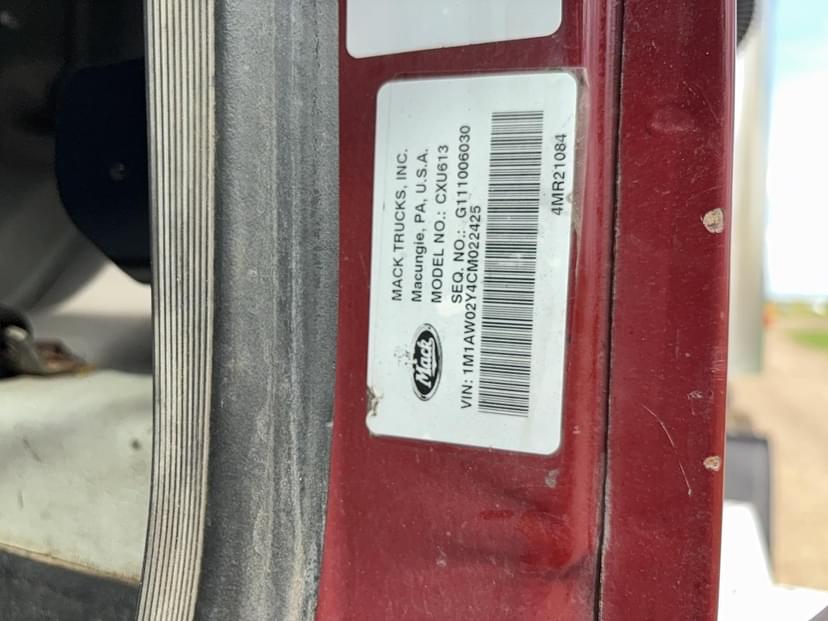 MACK TRUCKS, INC.
Macungie, PA, U.S.A.
MODEL NO.: CXU613
SEQ. NO.: G111006030
Mack
VIN: 1M1AW02Y4CM022425
4MR21084